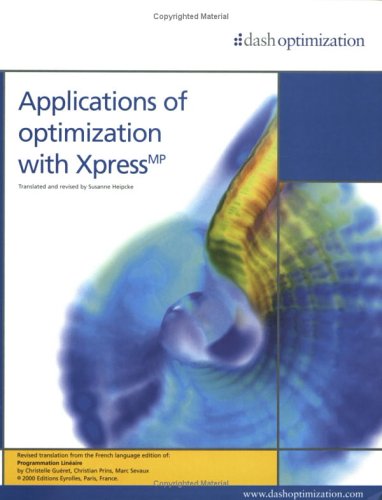 Copyrighted Material
dashoptimization
Applications of
optimization
with Xpress^MP
Translated and revised by Susanne Heipcke
Revised translation from the French language edition of:
Programmation Linéaire
by Christelle Guéret, Christian Prins, Marc Sevaux
© 2000 Editions Eyrolles, Paris, France.
www.dashoptimization.com
Copyrighted Material